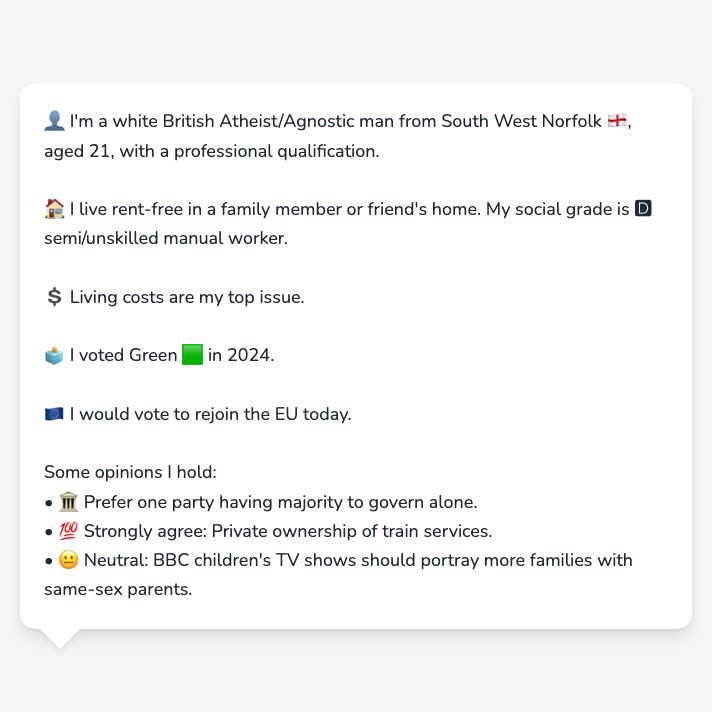 👤 I'm a white British Atheist/Agnostic man from South West Norfolk 🏴󠁧󠁢󠁥󠁮󠁧󠁿,
aged 21, with a professional qualification.
🏠 I live rent-free in a family member or friend's home. My social grade is 🅳
semi/unskilled manual worker.
💲 Living costs are my top issue.
🗳️ I voted Green 🟩 in 2024.
🇪🇺 I would vote to rejoin the EU today.
Some opinions I hold:
• 🏛️ Prefer one party having majority to govern alone.
• 💯 Strongly agree: Private ownership of train services.
• 😐 Neutral: BBC children's TV shows should portray more families with
same-sex parents.